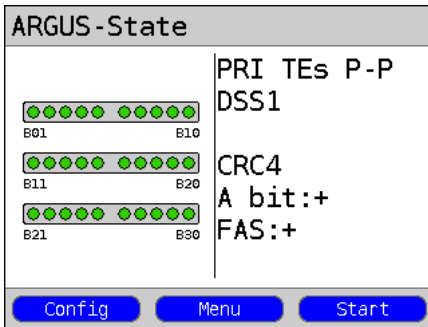 ARGUS-State
PRI TEs P-P
DSS1
B01 B10
CRC4
B11 B20
A bit:+
FAS:+
B21 B30
Config Menu Start